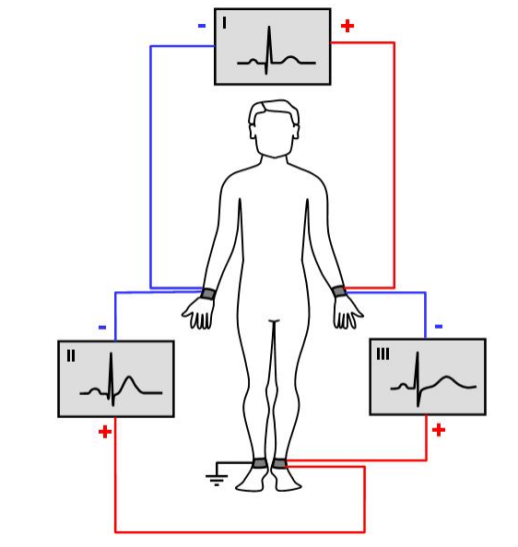 - I +
- -
II III
+ +